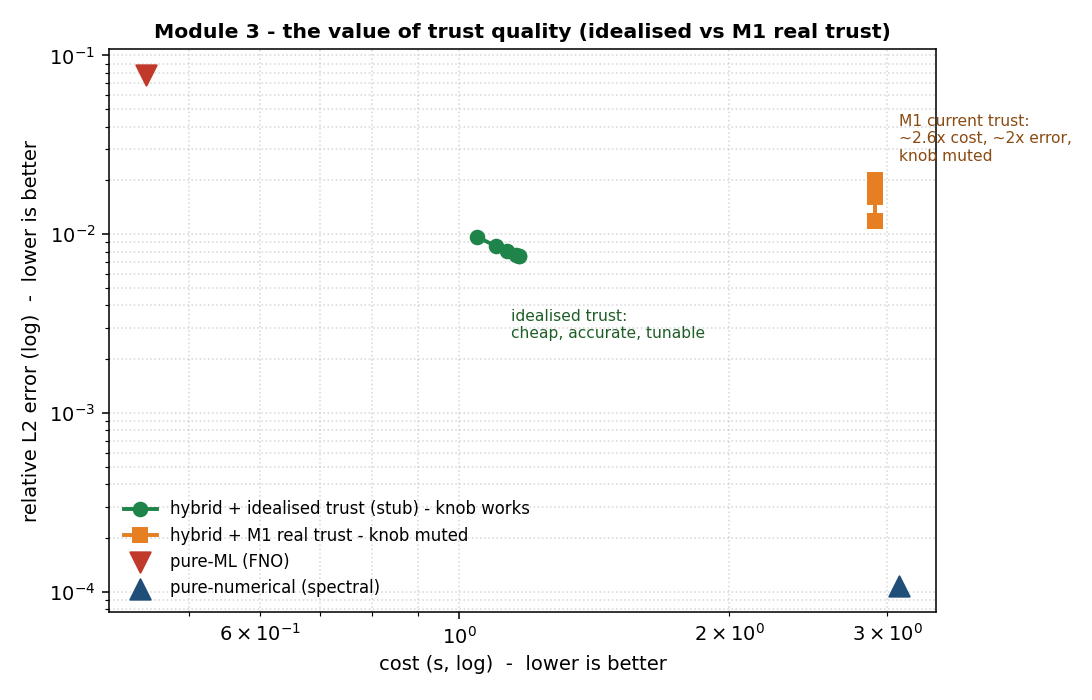 Module 3 - the value of trust quality (idealised vs M1 real trust)
relative L2 error (log)  -  lower is better
10⁻¹
10⁻²
10⁻³
10⁻⁴
M1 current trust:
~2.6x cost, ~2x error,
knob muted
idealised trust:
cheap, accurate, tunable
hybrid + idealised trust (stub) - knob works
hybrid + M1 real trust - knob muted
pure-ML (FNO)
pure-numerical (spectral)
6 × 10⁻¹
10⁰
2 × 10⁰
3 × 10⁰
cost (s, log)  -  lower is better